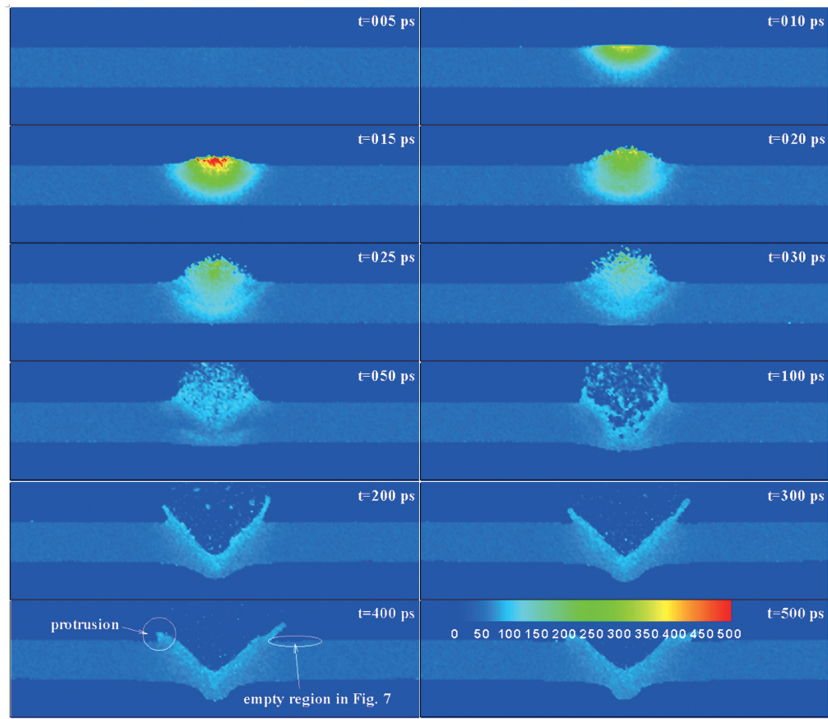 t=005 ps
t=010 ps
t=015 ps
t=020 ps
t=025 ps
t=030 ps
t=050 ps
t=100 ps
t=200 ps
t=300 ps
t=400 ps
t=500 ps
protrusion
0 50 100 150 200 250 300 350 400 450 500
empty region in Fig. 7